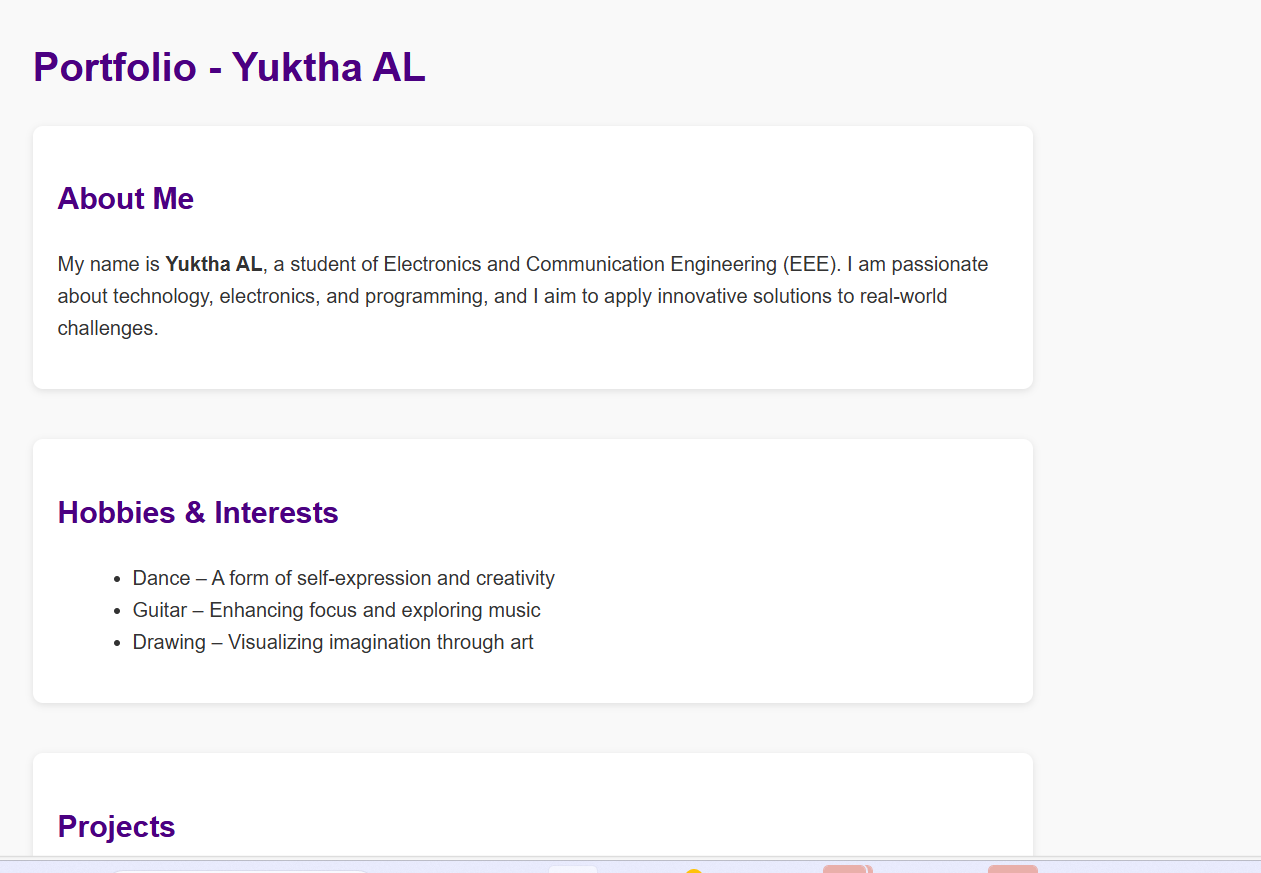 Portfolio - Yuktha AL
About Me
My name is Yuktha AL, a student of Electronics and Communication Engineering (EEE). I am passionate
about technology, electronics, and programming, and I aim to apply innovative solutions to real-world
challenges.
Hobbies & Interests
• Dance – A form of self-expression and creativity
• Guitar – Enhancing focus and exploring music
• Drawing – Visualizing imagination through art
Projects